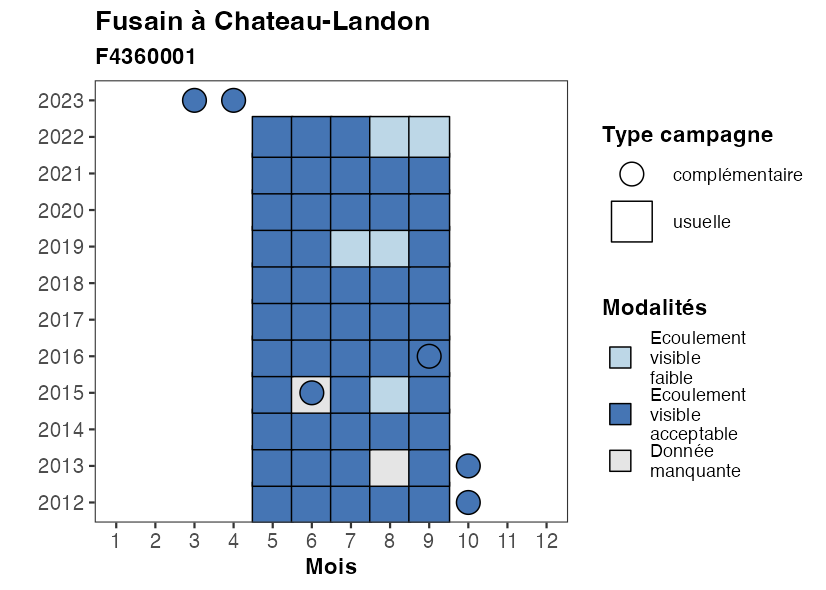 Fusain à Chateau-Landon
F4360001
2023
2022
2021
2020
2019
2018
2017
2016
2015
2014
2013
2012
1 2 3 4 5 6 7 8 9 10 11 12
Mois
Type campagne
complémentaire
usuelle
Modalités
Ecoulement
visible
faible
Ecoulement
visible
acceptable
Donnée
manquante